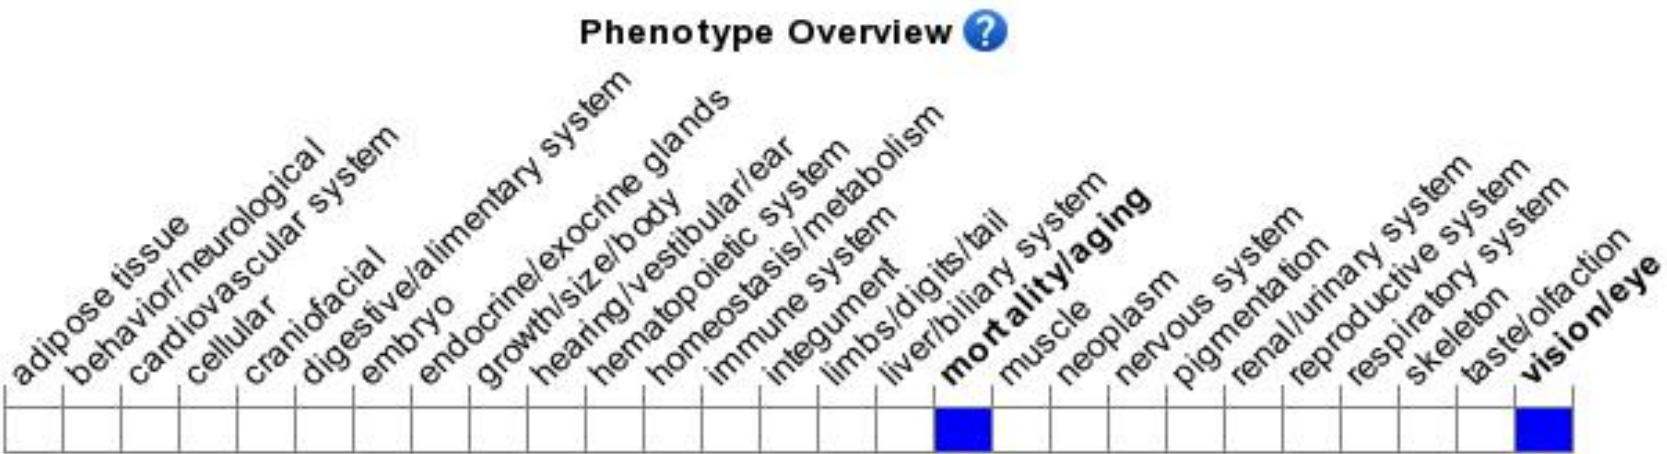 Phenotype Overview ?
adipose tissue
behavior/neurological
cardiovascular system
cellular
craniofacial
digestive/alimentary system
embryo
endocrine/exocrine glands
growth/size/body
hearing/vestibular/ear
hematopoietic system
homeostasis/metabolism
immune system
integument
limbs/digits/tail
liver/biliary system
mortality/aging
muscle
neoplasm
nervous system
pigmentation
renal/urinary system
reproductive system
respiratory system
skeleton
taste/olfaction
vision/eye